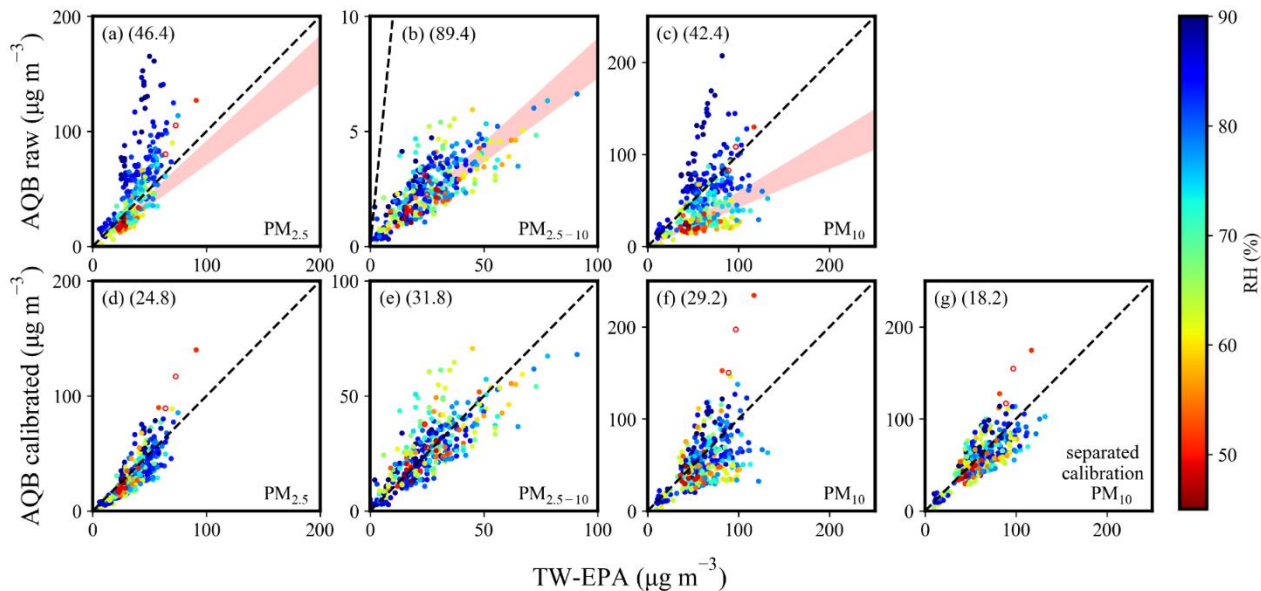 AQB raw (μg m⁻³)
200
100
0
(a) (46.4)
PM₂.₅
0
100
200
10
5
0
(b) (89.4)
PM₂.₅₋₁₀
0
50
100
200
100
0
(c) (42.4)
PM₁₀
0
100
200
AQB calibrated (μg m⁻³)
200
100
0
(d) (24.8)
PM₂.₅
0
100
200
100
50
0
(e) (31.8)
PM₂.₅₋₁₀
0
50
100
200
100
0
(f) (29.2)
PM₁₀
0
100
200
200
100
0
(g) (18.2)
separated
calibration
PM₁₀
0
100
200
TW-EPA (μg m⁻³)
90
80
70
60
50
RH (%)